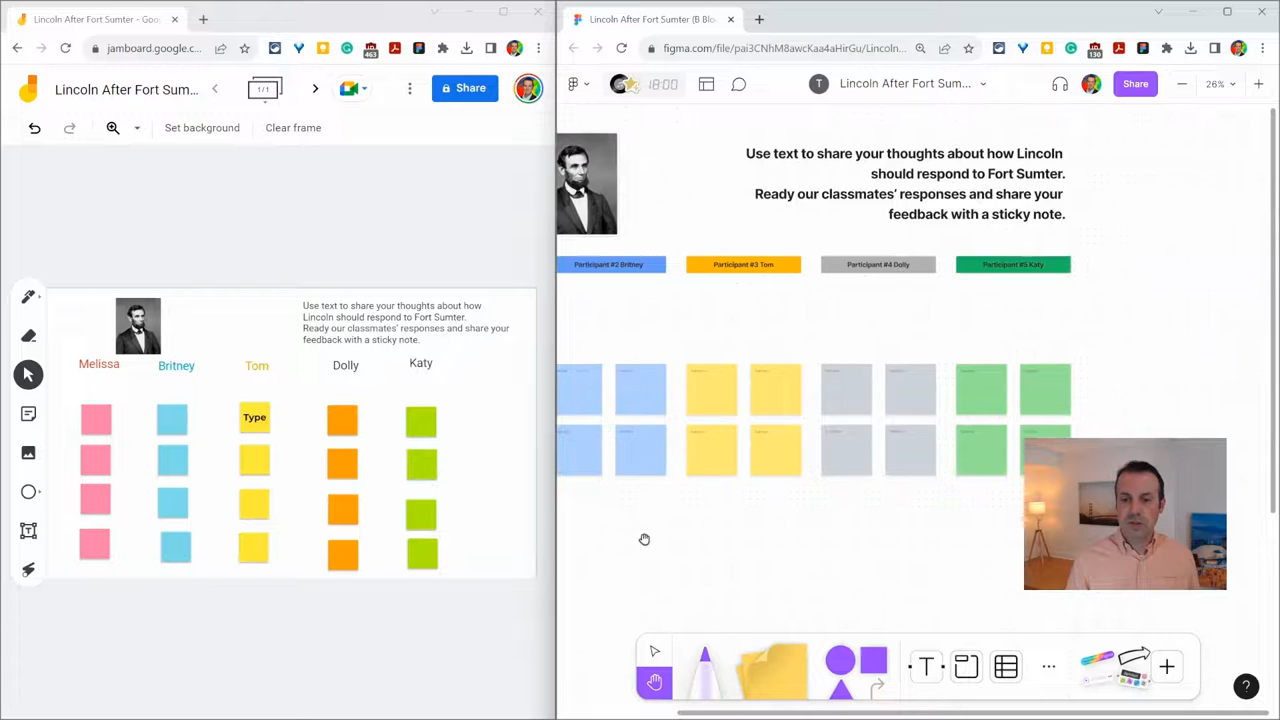 Lincoln After Fort Sumter - Goo
Lincoln After Fort Sumter (B Blo
jamboard.google.c...
463
figma.com/file/pai3CNhM8awvKaa4aHirGu/Lincoln...
130
Lincoln After Fort Sum...
1/1
Share
18:00
T
Lincoln After Fort Sum...
Share
26%
Set background
Clear frame
Use text to share your thoughts about how Lincoln
should respond to Fort Sumter.
Ready our classmates' responses and share your
feedback with a sticky note.
Participant #2 Britney
Participant #3 Tom
Participant #4 Dolly
Participant #5 Katy
Use text to share your thoughts about how
Lincoln should respond to Fort Sumter.
Ready our classmates' responses and share your
feedback with a sticky note.
Melissa
Britney
Tom
Dolly
Katy
Type
T
T
?